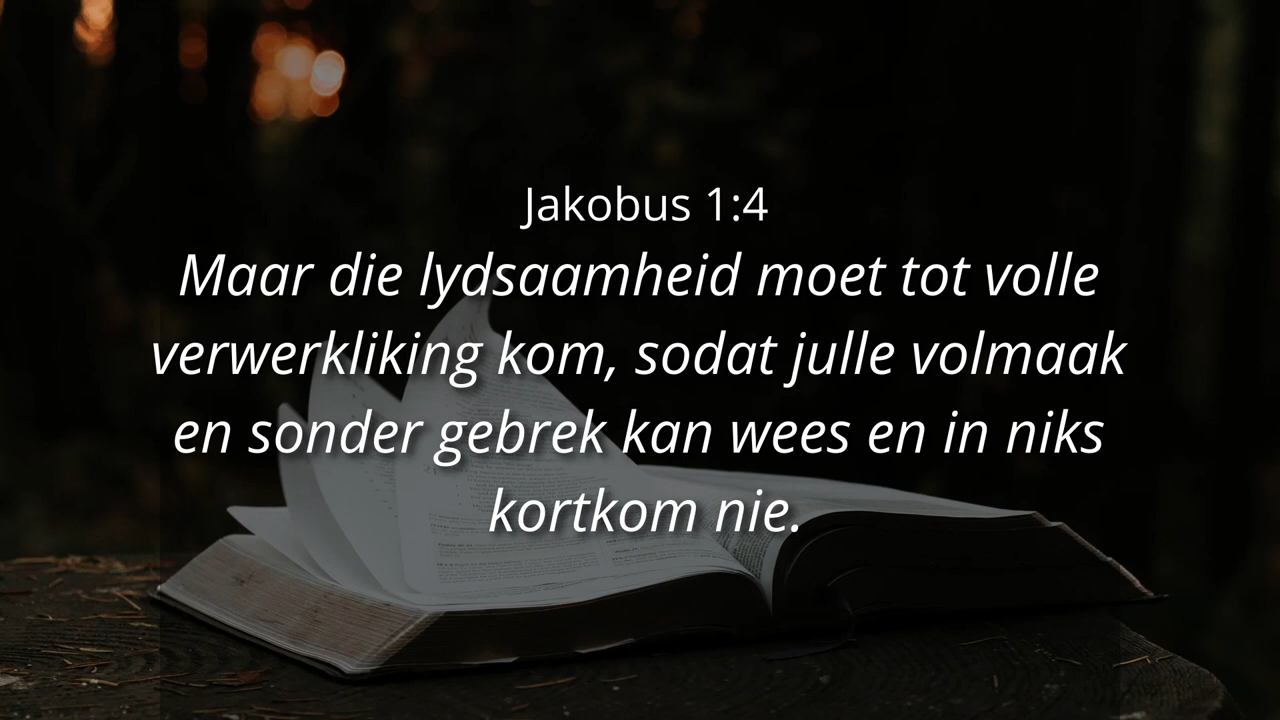 Jakobus 1:4
Maar die lydsaamheid moet tot volle
verwerkliking kom, sodat julle volmaak
en sonder gebrek kan wees en in niks
kortkom nie.